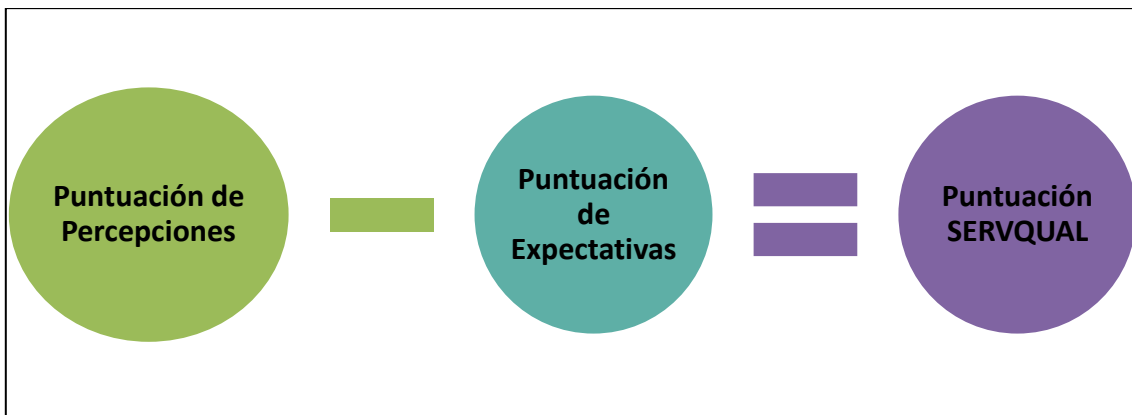 Puntuación de
Percepciones
Puntuación
de
Expectativas
Puntuación
SERVQUAL